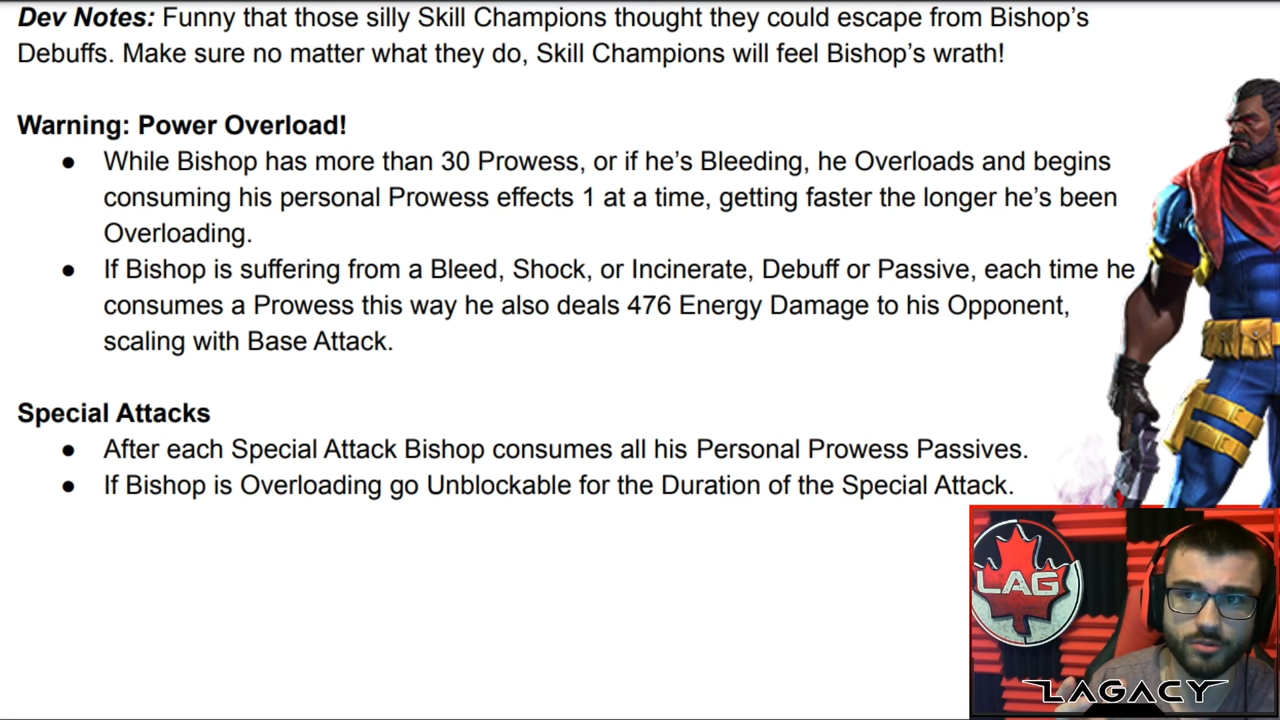 Dev Notes: Funny that those silly Skill Champions thought they could escape from Bishop's
Debuffs. Make sure no matter what they do, Skill Champions will feel Bishop's wrath!
Warning: Power Overload!
● While Bishop has more than 30 Prowess, or if he's Bleeding, he Overloads and begins
consuming his personal Prowess effects 1 at a time, getting faster the longer he's been
Overloading.
● If Bishop is suffering from a Bleed, Shock, or Incinerate, Debuff or Passive, each time he
consumes a Prowess this way he also deals 476 Energy Damage to his Opponent,
scaling with Base Attack.
Special Attacks
● After each Special Attack Bishop consumes all his Personal Prowess Passives.
● If Bishop is Overloading go Unblockable for the Duration of the Special Attack.
LAG
LAGACY